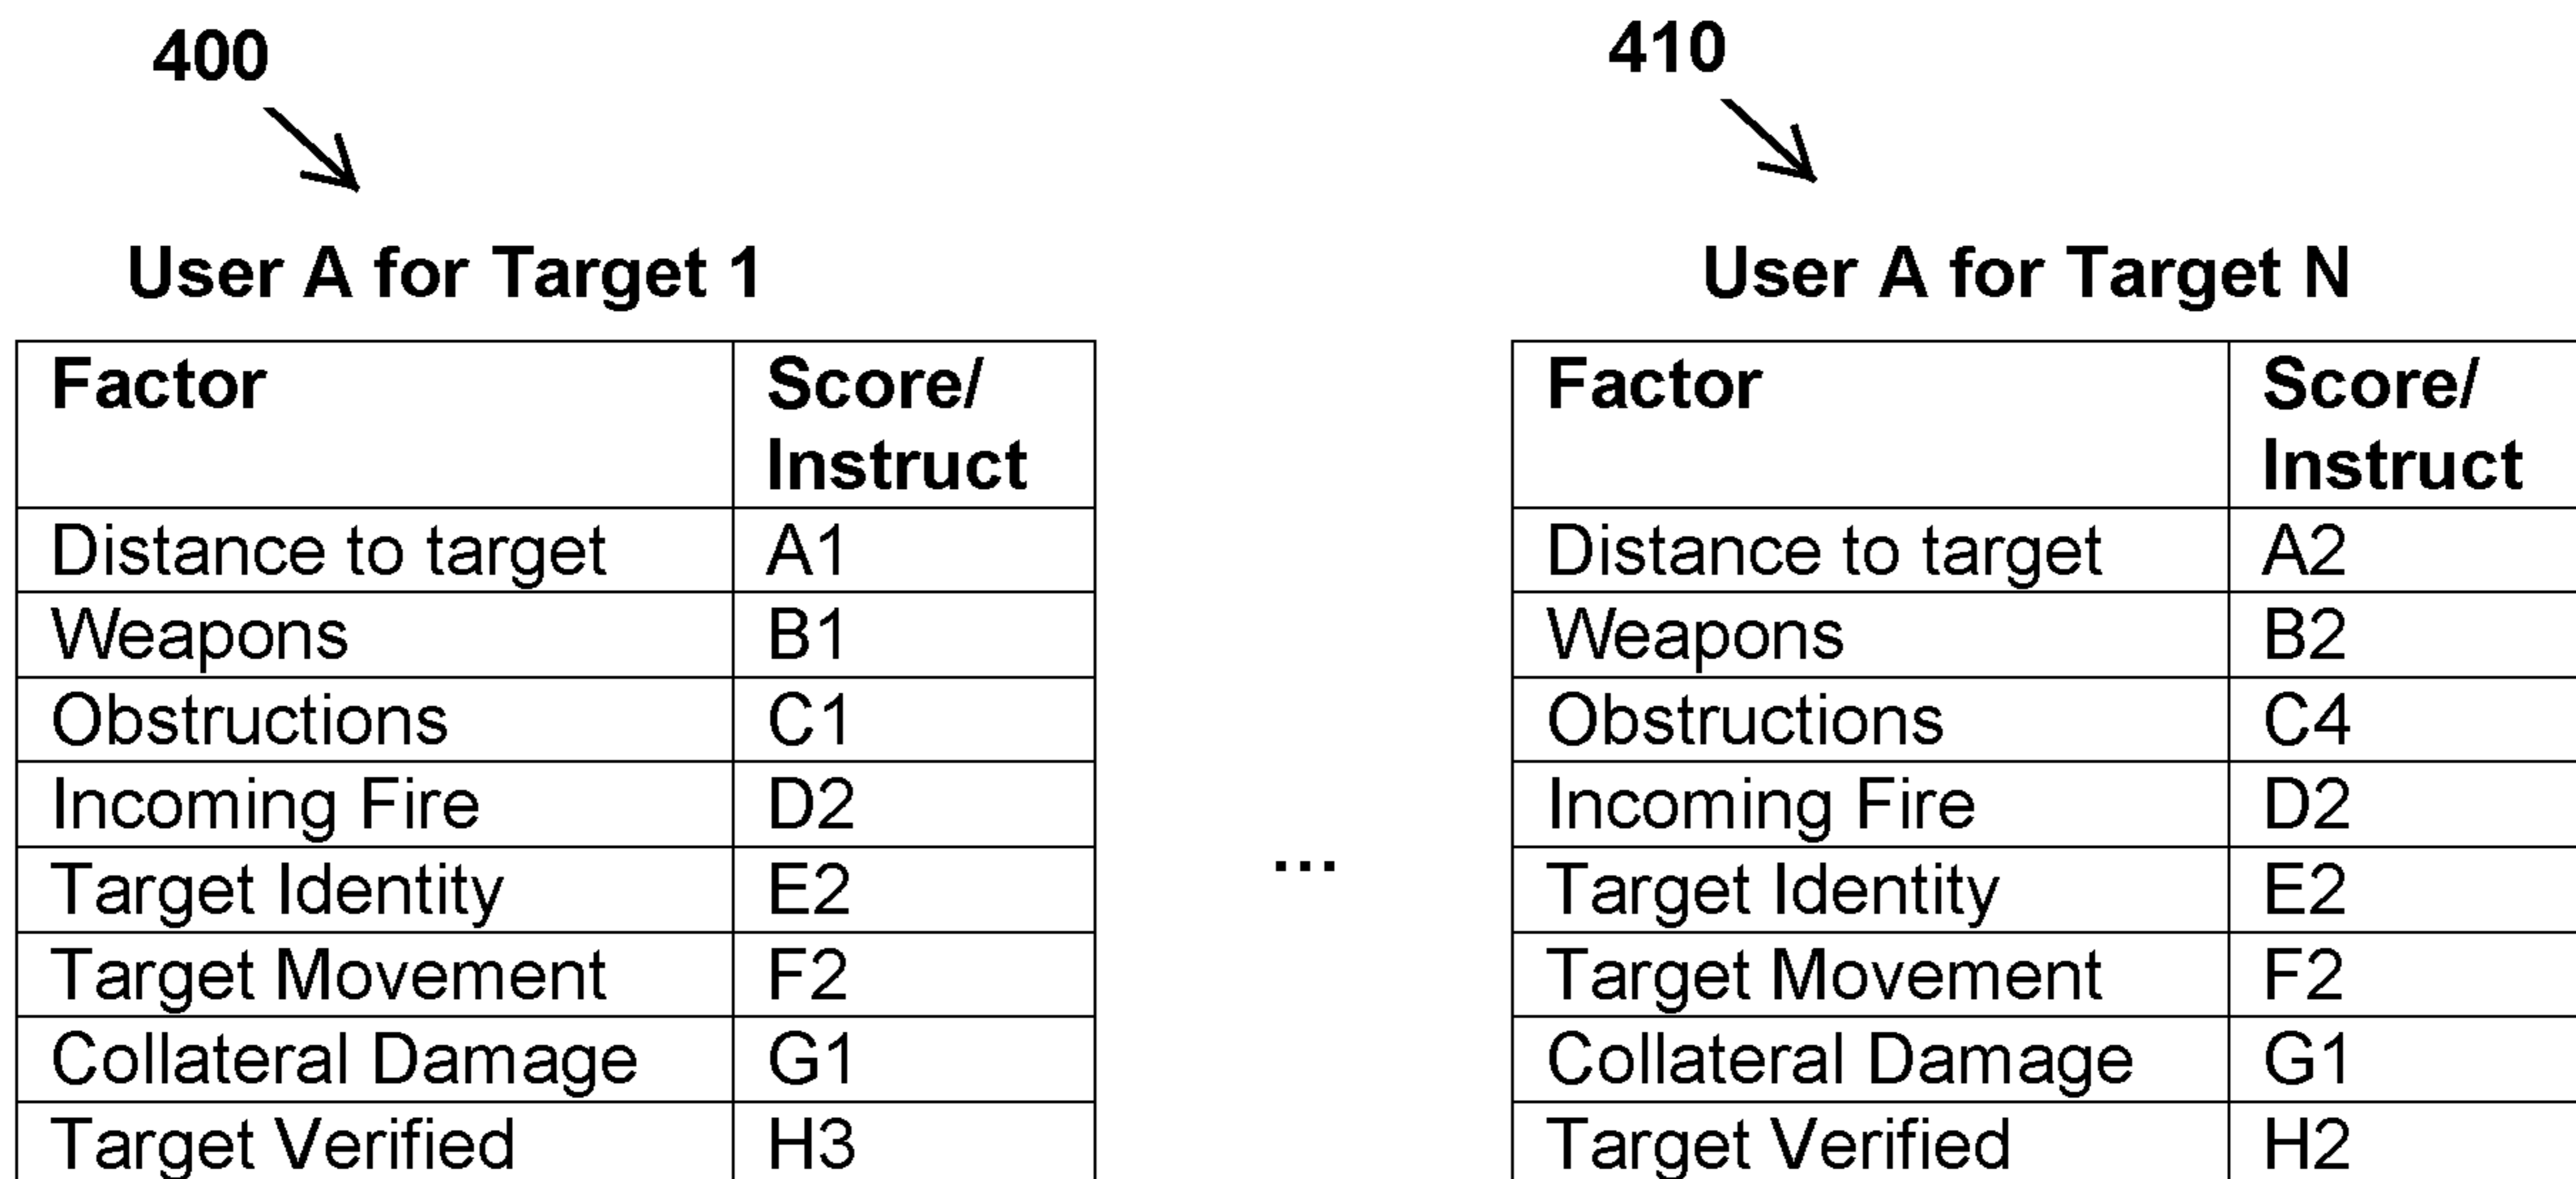 400
User A for Target 1
Factor Score/
Instruct
Distance to target A1
Weapons B1
Obstructions C1
Incoming Fire D2
Target Identity E2
Target Movement F2
Collateral Damage G1
Target Verified H3
...
410
User A for Target N
Factor Score/
Instruct
Distance to target A2
Weapons B2
Obstructions C4
Incoming Fire D2
Target Identity E2
Target Movement F2
Collateral Damage G1
Target Verified H2